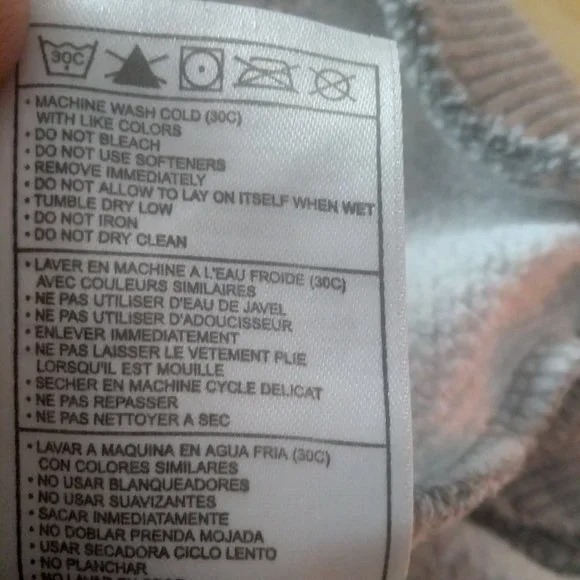 30C
• MACHINE WASH COLD (30C)
WITH LIKE COLORS
• DO NOT BLEACH
• DO NOT USE SOFTENERS
• REMOVE IMMEDIATELY
• DO NOT ALLOW TO LAY ON ITSELF WHEN WET
• TUMBLE DRY LOW
• DO NOT IRON
• DO NOT DRY CLEAN
• LAVER EN MACHINE A L'EAU FROIDE (30C)
AVEC COULEURS SIMILAIRES
• NE PAS UTILISER D'EAU DE JAVEL
• NE PAS UTILISER D'ADOUCISSEUR
• ENLEVER IMMEDIATEMENT
• NE PAS LAISSER LE VETEMENT PLIE
LORSQU'IL EST MOUILLE
• SECHER EN MACHINE CYCLE DELICAT
• NE PAS REPASSER
• NE PAS NETTOYER A SEC
• LAVAR A MAQUINA EN AGUA FRIA (30C)
CON COLORES SIMILARES
• NO USAR BLANQUEADORES
• NO USAR SUAVIZANTES
• SACAR INMEDIATAMENTE
• NO DOBLAR PRENDA MOJADA
• USAR SECADORA CICLO LENTO
• NO PLANCHAR